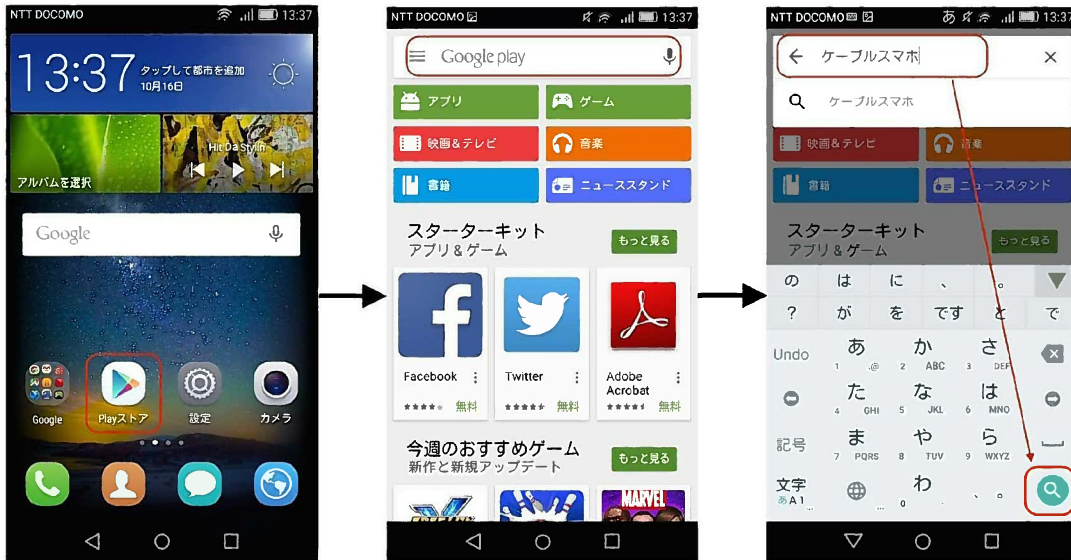 NTT DOCOMO 13:37
13:37 タップして都市を追加
10月16日
アルバムを選択
Hit Da Stylin
Google
Google
Playストア
設定
カメラ
NTT DOCOMO 13:37
Google play
アプリ
ゲーム
映画&テレビ
音楽
書籍
ニューススタンド
スターターキット
アプリ & ゲーム
もっと見る
Facebook
無料
Twitter
無料
Adobe
Acrobat
無料
今週のおすすめゲーム
新作と新規アップデート
もっと見る
MARVEL
NTT DOCOMO あ 13:37
ケーブルスマホ
ケーブルスマホ
映画&テレビ
音楽
書籍
ニューススタンド
スターターキット
アプリ & ゲーム
もっと見る
の は に 、 。
? が を です と で
Undo あ か さ
1 .@ 2 ABC 3 DEF
た な は
4 GHI 5 JKL 6 MNO
記号 ま や ら
7 PQRS 8 TUV 9 WXYZ
文字 わ 、。
あA1 ... ... 0